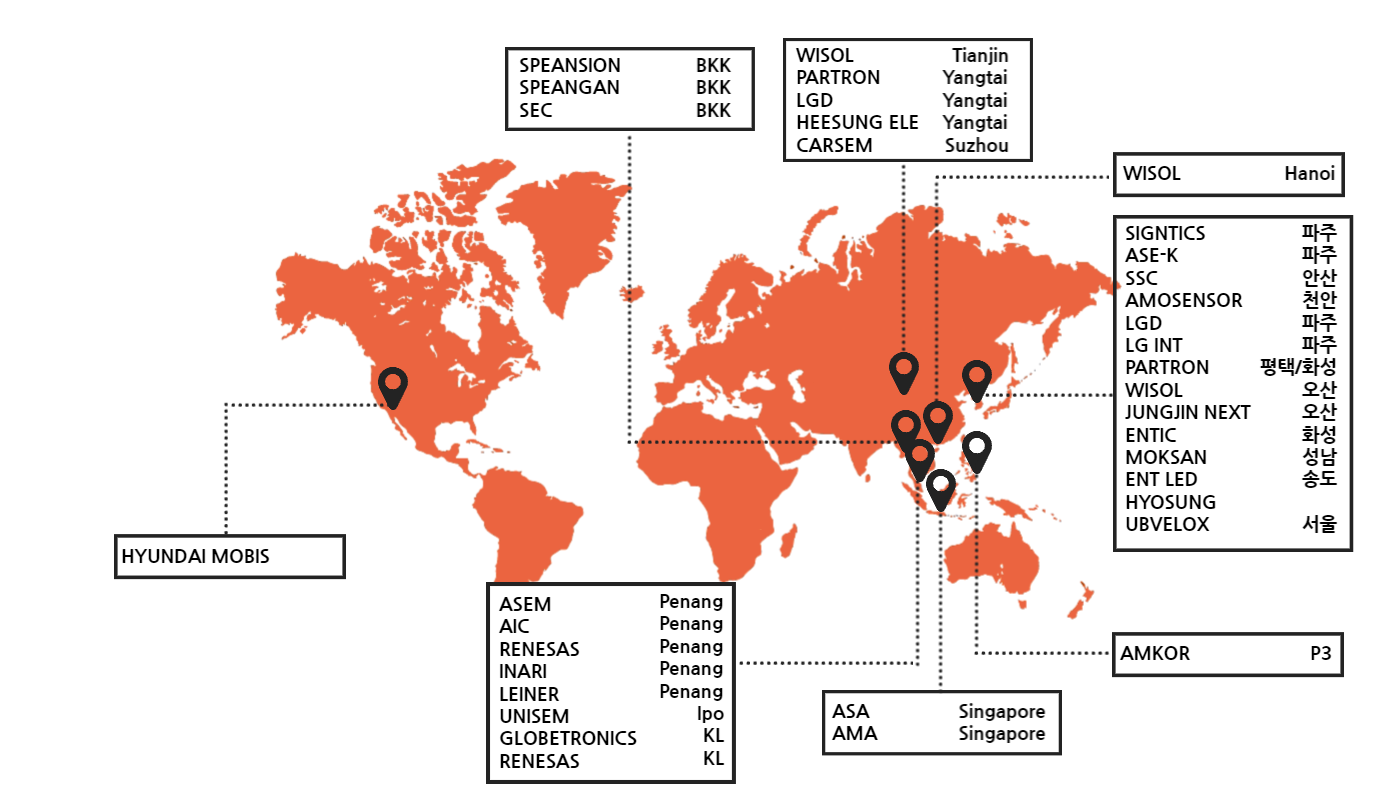 SPEANSION BKK
SPEANGAN BKK
SEC BKK
WISOL Tianjin
PARTRON Yangtai
LGD Yangtai
HEESUNG ELE Yangtai
CARSEM Suzhou
WISOL Hanoi
SIGNTICS 파주
ASE-K 파주
SSC 안산
AMOSENSOR 천안
LGD 파주
LG INT 파주
PARTRON 평택/화성
WISOL 오산
JUNGJIN NEXT 오산
ENTIC 화성
MOKSAN 성남
ENT LED 송도
HYOSUNG
UBVELOX 서울
HYUNDAI MOBIS
ASEM Penang
AIC Penang
RENESAS Penang
INARI Penang
LEINER Penang
UNISEM Ipo
GLOBETRONICS KL
RENESAS KL
ASA Singapore
AMA Singapore
AMKOR P3